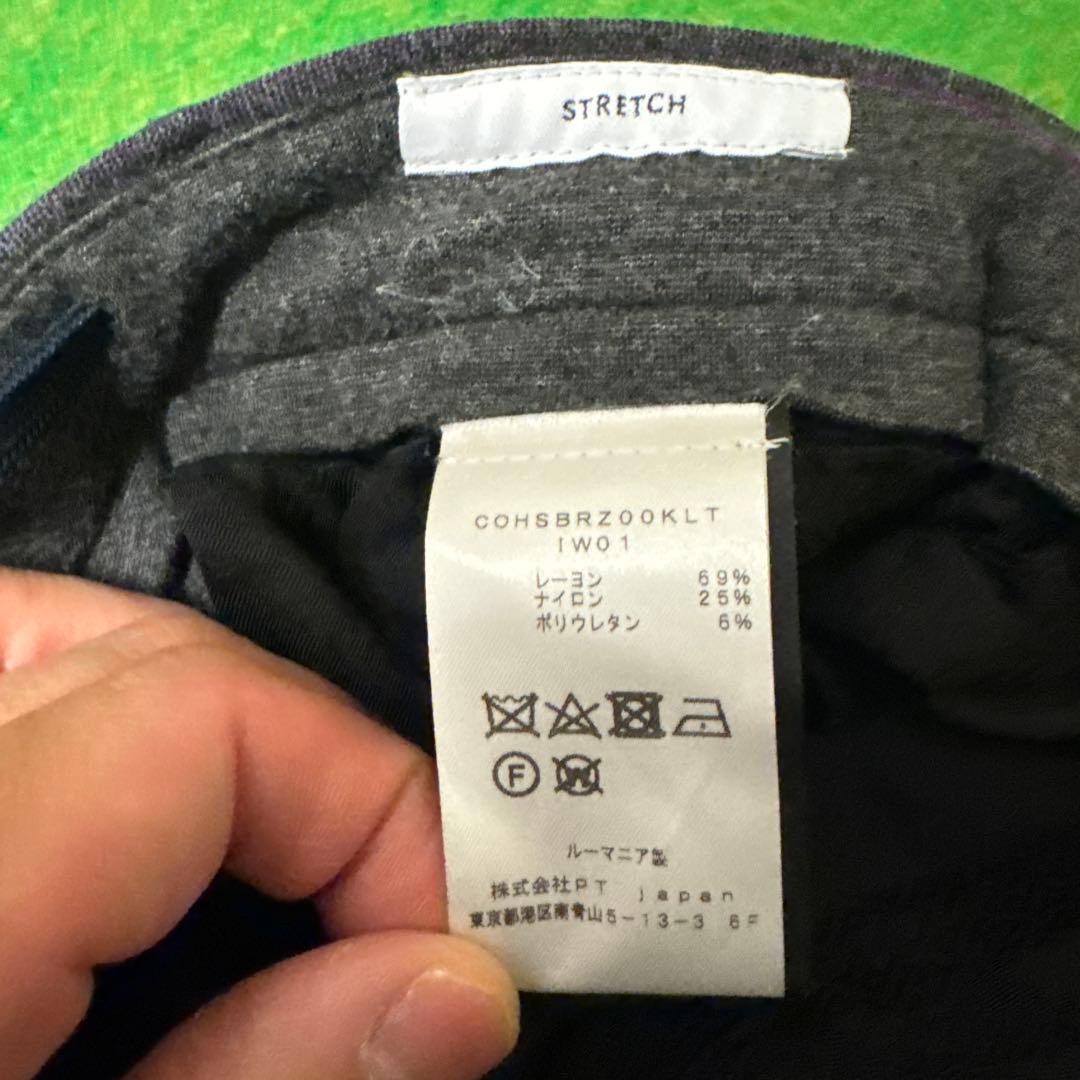 STRETCH
COHSBRZ00KLT
IW01
レーヨン 69%
ナイロン 25%
ポリウレタン 6%
F
W
ルーマニア製
株式会社PT japan
東京都港区南青山5-13-3 6F